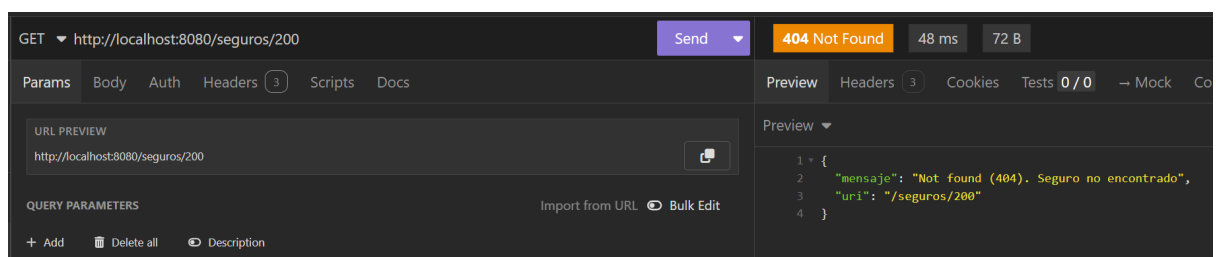 GET http://localhost:8080/seguros/200 Send
Params Body Auth Headers 3 Scripts Docs
URL PREVIEW
http://localhost:8080/seguros/200
QUERY PARAMETERS Import from URL Bulk Edit
+ Add Delete all Description
404 Not Found 48 ms 72 B
Preview Headers 3 Cookies Tests 0 / 0 → Mock Co
Preview
1 {
2 "mensaje": "Not found (404). Seguro no encontrado",
3 "uri": "/seguros/200"
4 }